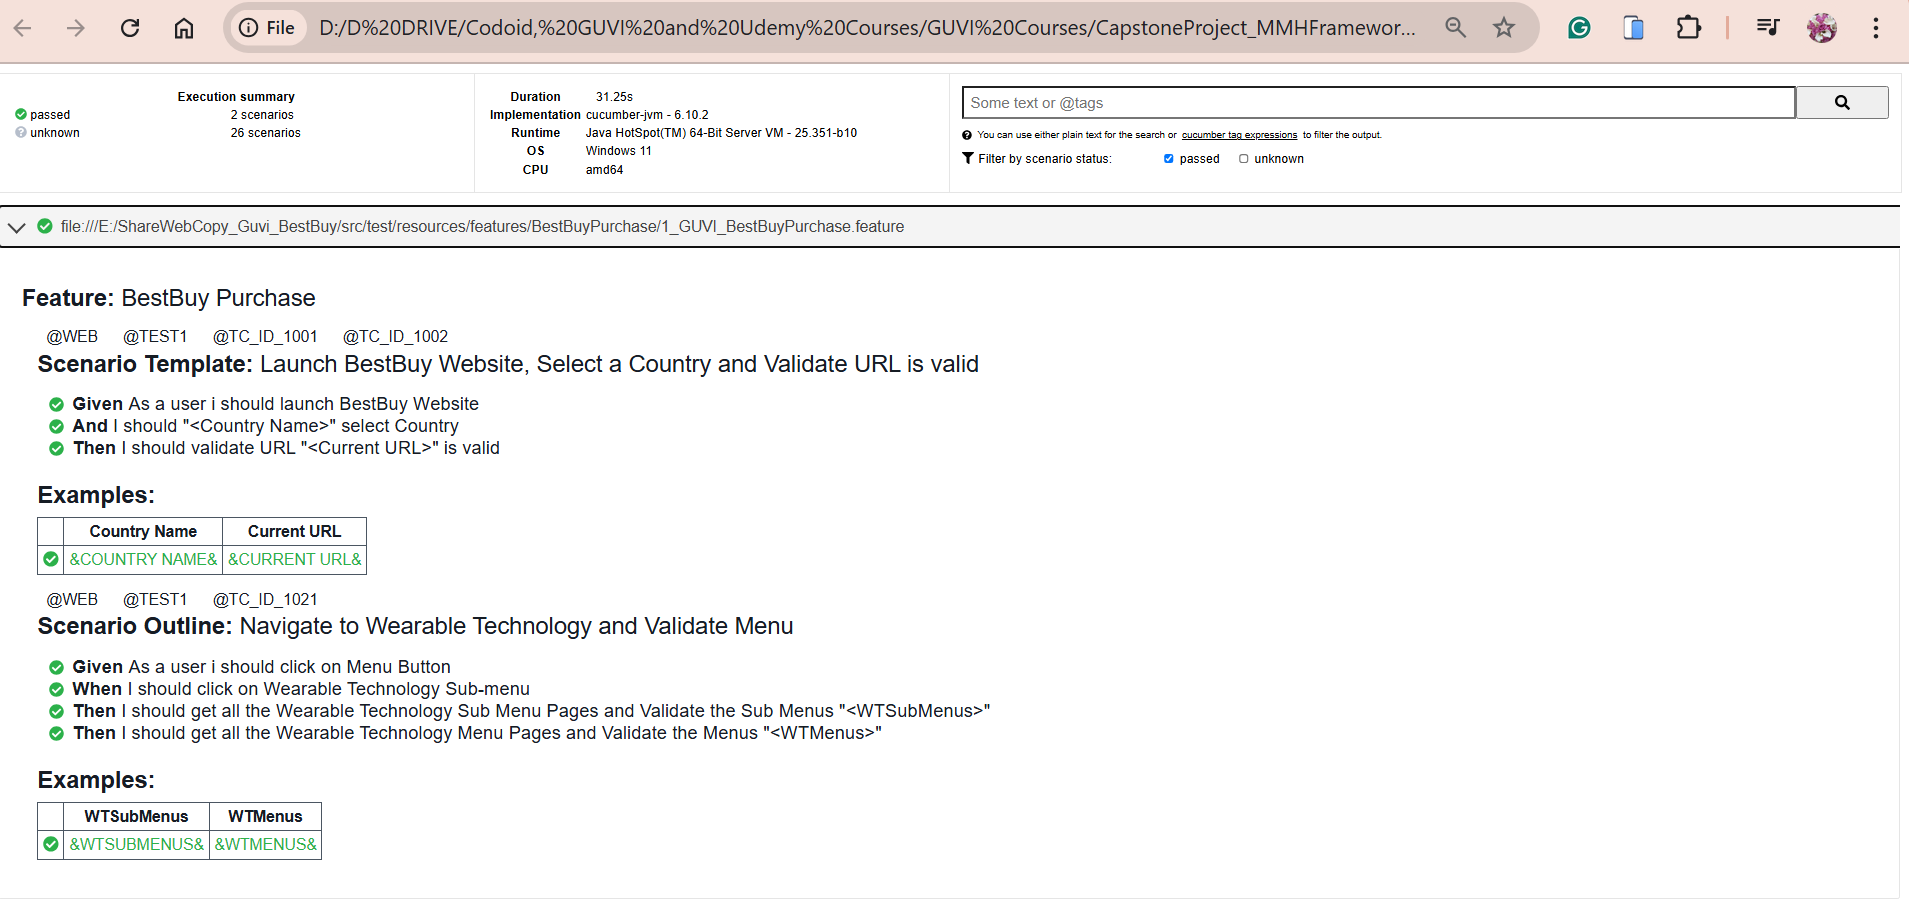 File D:/D%20DRIVE/Codoid,%20GUVI%20and%20Udemy%20Courses/GUVI%20Courses/CapstoneProject_MMHFramewor...
Execution summary
passed 2 scenarios
unknown 26 scenarios
Duration 31.25s
Implementation cucumber-jvm - 6.10.2
Runtime Java HotSpot(TM) 64-Bit Server VM - 25.351-b10
OS Windows 11
CPU amd64
Some text or @tags
You can use either plain text for the search or cucumber tag expressions to filter the output.
Filter by scenario status: passed unknown
file:///E:/ShareWebCopy_Guvi_BestBuy/src/test/resources/features/BestBuyPurchase/1_GUVI_BestBuyPurchase.feature
Feature: BestBuy Purchase
@WEB @TEST1 @TC_ID_1001 @TC_ID_1002
Scenario Template: Launch BestBuy Website, Select a Country and Validate URL is valid
Given As a user i should launch BestBuy Website
And I should "<Country Name>" select Country
Then I should validate URL "<Current URL>" is valid
Examples:
Country Name Current URL
&COUNTRY NAME& &CURRENT URL&
@WEB @TEST1 @TC_ID_1021
Scenario Outline: Navigate to Wearable Technology and Validate Menu
Given As a user i should click on Menu Button
When I should click on Wearable Technology Sub-menu
Then I should get all the Wearable Technology Sub Menu Pages and Validate the Sub Menus "<WTSubMenus>"
Then I should get all the Wearable Technology Menu Pages and Validate the Menus "<WTMenus>"
Examples:
WTSubMenus WTMenus
&WTSUBMENUS& &WTMENUS&